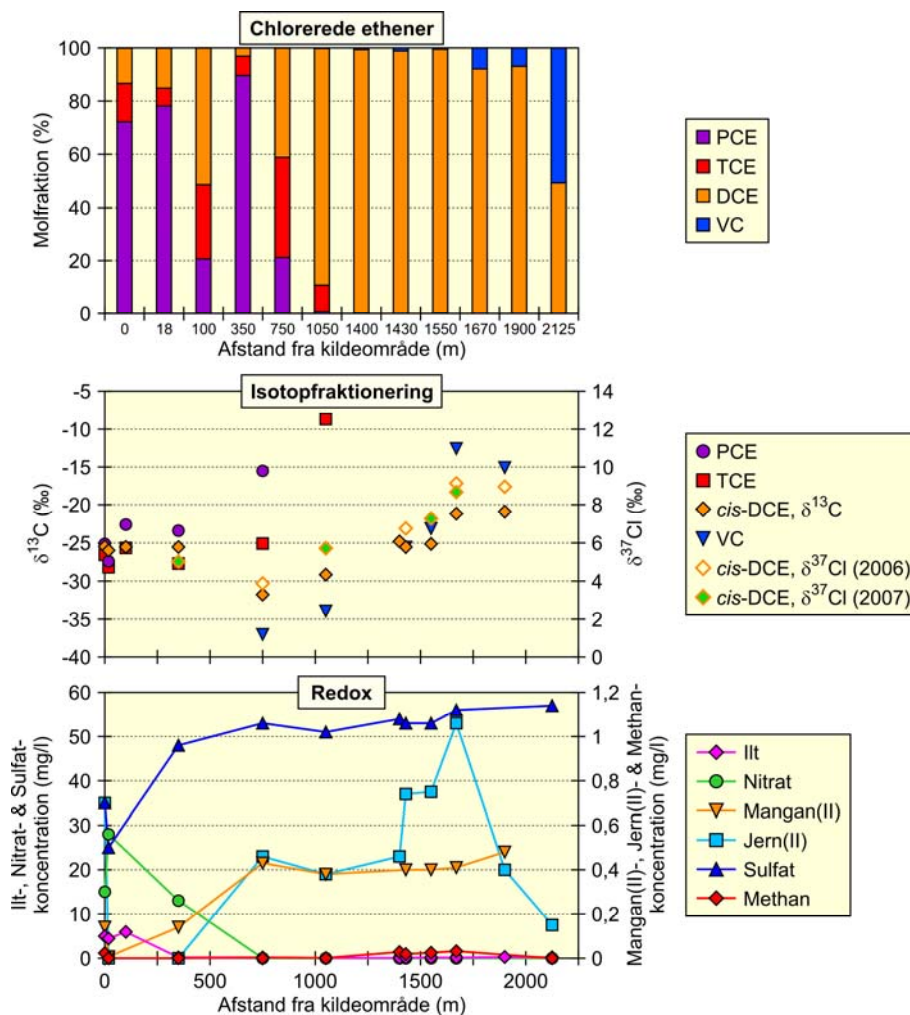 Chlorerede ethener
Molfraktion (%)
100
80
60
40
20
0
0 18 100 350 750 1050 1400 1430 1550 1670 1900 2125
Afstand fra kildeområde (m)
PCE
TCE
DCE
VC
Isotopfraktionering
δ13C (‰)
-5
-10
-15
-20
-25
-30
-35
-40
14
12
10
8
6
4
2
0
δ37Cl (‰)
PCE
TCE
cis-DCE, δ13C
VC
cis-DCE, δ37Cl (2006)
cis-DCE, δ37Cl (2007)
Redox
Ilt-, Nitrat- & Sulfat-
koncentration (mg/l)
60
50
40
30
20
10
0
1,2
1
0,8
0,6
0,4
0,2
0
Mangan(II)-, Jern(II)- & Methan-
koncentration (mg/l)
0 500 1000 1500 2000
Afstand fra kildeområde (m)
Ilt
Nitrat
Mangan(II)
Jern(II)
Sulfat
Methan